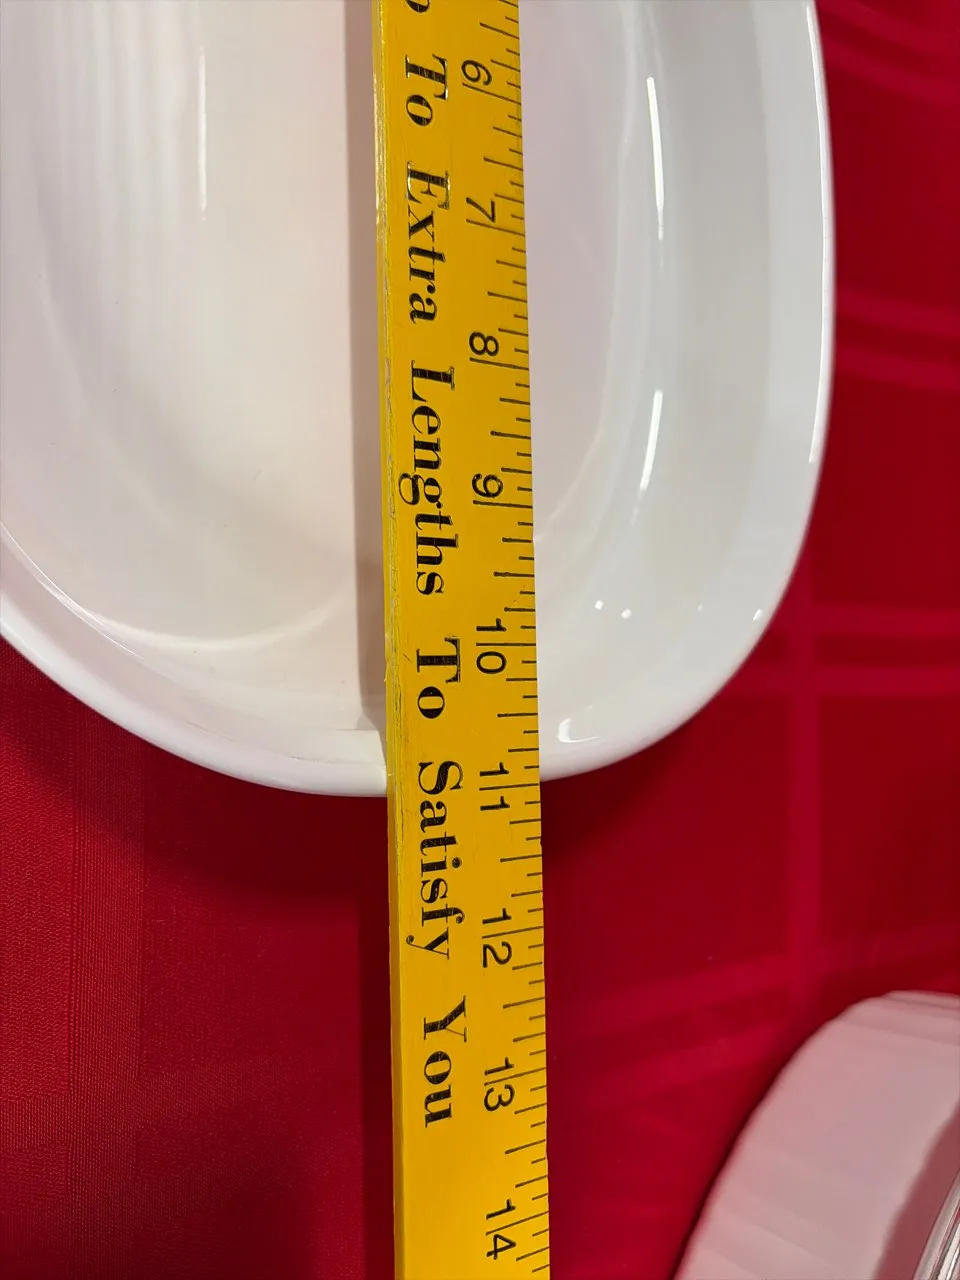 To Extra Lengths To Satisfy You
6 7 8 9 10 11 12 13 14